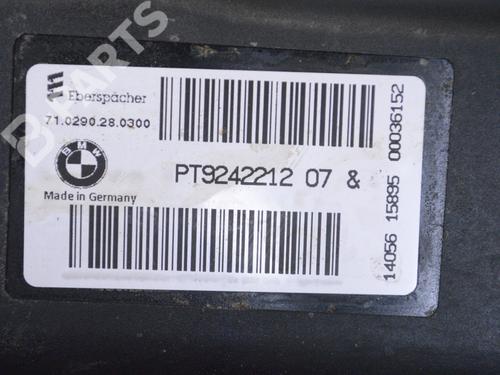 Eberspächer
71.0290.28.0300
BMW
PT9242212 07 &
Made in Germany
14056 15895 00036152
B PARTS